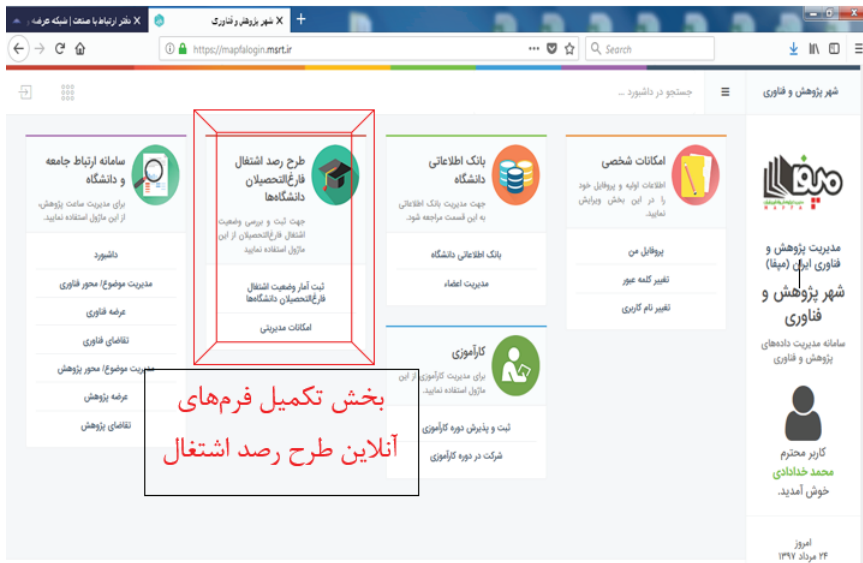 شهر پژوهش و فناوری
دفتر ارتباط با صنعت | شبکه عرضه و
https://mapfalogin.msrt.ir
Search
شهر پژوهش و فناوری
جستجو در داشبورد ...
میفا
MAPFA
مدیریت پژوهش و
فناوری ایران (میفا)
شهر پژوهش و
فناوری
سامانه مدیریت داده‌های
پژوهش و فناوری
کاربر محترم
محمد خدادادی
خوش آمدید.
امروز
۲۴ مرداد ۱۳۹۷
امکانات شخصی
اطلاعات اولیه و پروفایل خود
را در این بخش ویرایش
نمایید.
پروفایل من
تغییر کلمه عبور
تغییر نام کاربری
بانک اطلاعاتی
دانشگاه
جهت مدیریت بانک اطلاعاتی
به این قسمت مراجعه شود.
بانک اطلاعاتی دانشگاه
مدیریت اعضاء
کارآموزی
برای مدیریت کارآموزی از این
ماژول استفاده نمایید.
ثبت و پذیرش دوره کارآموزی
شرکت در دوره کارآموزی
طرح رصد اشتغال
فارغ‌التحصیلان
دانشگاه‌ها
جهت ثبت و بررسی وضعیت
اشتغال فارغ‌التحصیلان از این
ماژول استفاده نمایید
ثبت آمار وضعیت اشتغال
فارغ‌التحصیلان دانشگاه‌ها
امکانات مدیریتی
سامانه ارتباط جامعه
و دانشگاه
برای مدیریت ساعت پژوهش،
از این ماژول استفاده نمایید.
داشبورد
مدیریت موضوع/ محور فناوری
عرضه فناوری
تقاضای فناوری
مدیریت موضوع/ محور پژوهش
عرضه پژوهش
تقاضای پژوهش
بخش تکمیل فرم‌های
آنلاین طرح رصد اشتغال